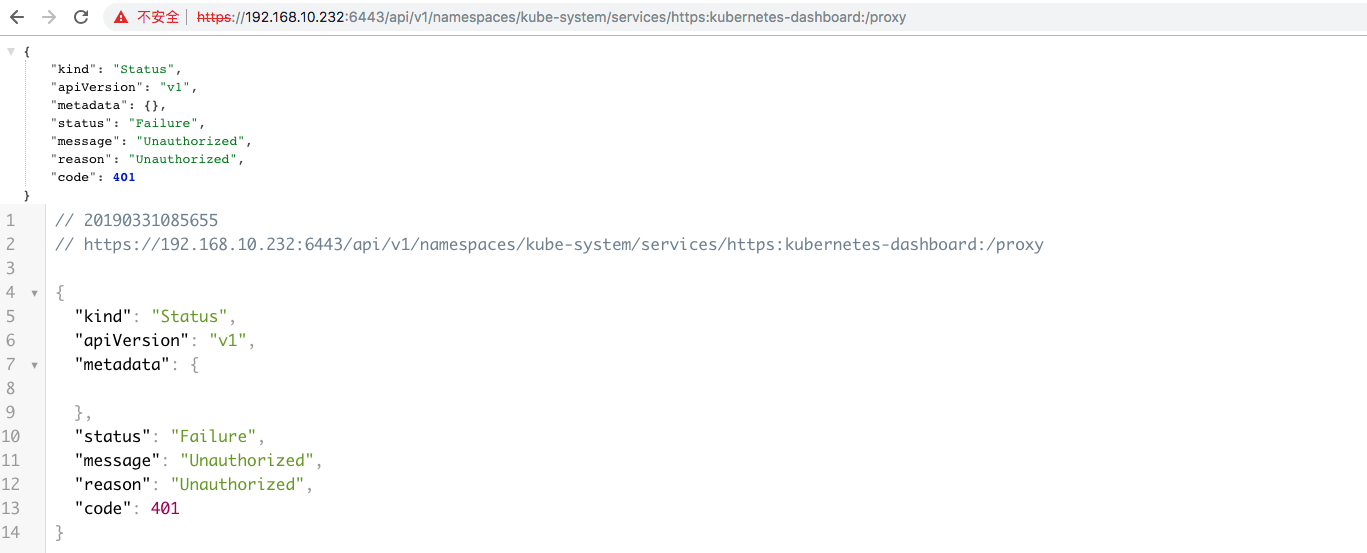 不安全 | https://192.168.10.232:6443/api/v1/namespaces/kube-system/services/https:kubernetes-dashboard:/proxy
{
"kind": "Status",
"apiVersion": "v1",
"metadata": {},
"status": "Failure",
"message": "Unauthorized",
"reason": "Unauthorized",
"code": 401
}
1 // 20190331085655
2 // https://192.168.10.232:6443/api/v1/namespaces/kube-system/services/https:kubernetes-dashboard:/proxy
3
4 {
5 "kind": "Status",
6 "apiVersion": "v1",
7 "metadata": {
8
9 },
10 "status": "Failure",
11 "message": "Unauthorized",
12 "reason": "Unauthorized",
13 "code": 401
14 }